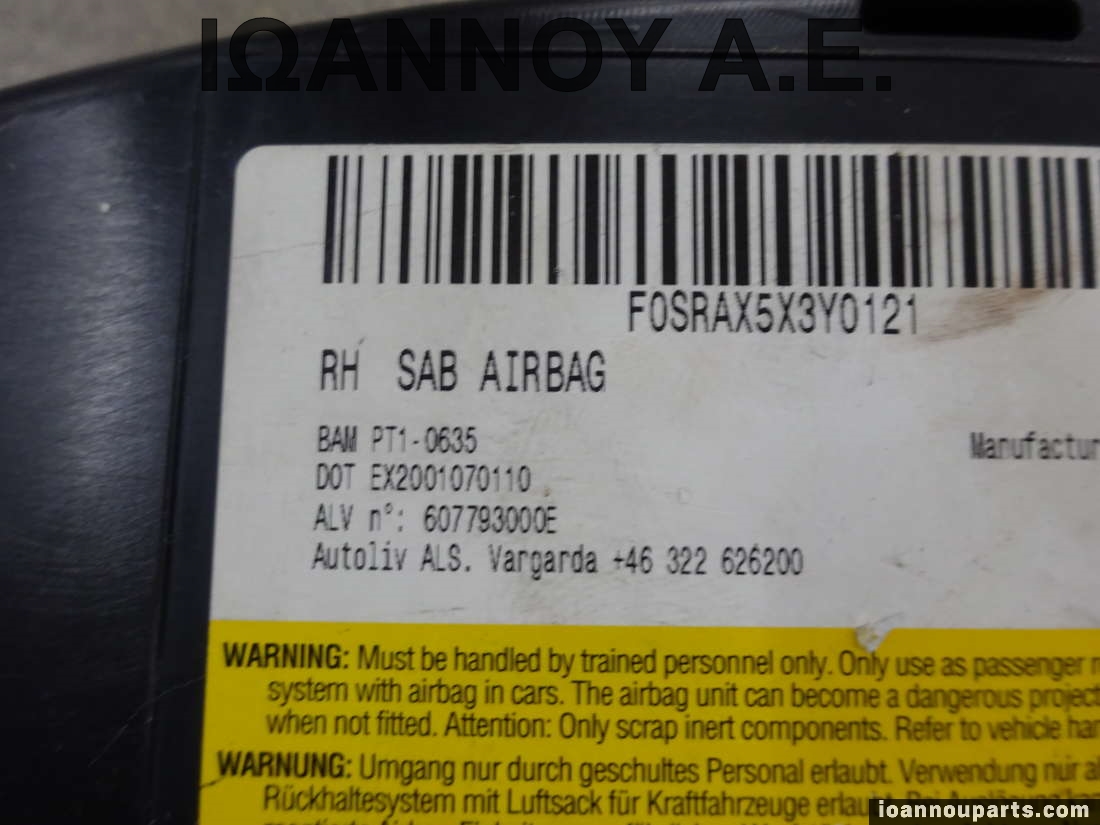 ΙΩΑΝΝΟΥ Α.Ε.
F0SRAX5X3Y0121
RH SAB AIRBAG
BAM PT1-0635
DOT EX2001070110
ALV n°: 607793000E
Autoliv ALS. Vargarda +46 322 626200
Manufactur
WARNING: Must be handled by trained personnel only. Only use as passenger
system with airbag in cars. The airbag unit can become a dangerous project
when not fitted. Attention: Only scrap inert components. Refer to vehicle
WARNUNG: Umgang nur durch geschultes Personal erlaubt. Verwendung nur
Rückhaltesystem mit Luftsack für Kraftfahrzeuge
ioannouparts.com